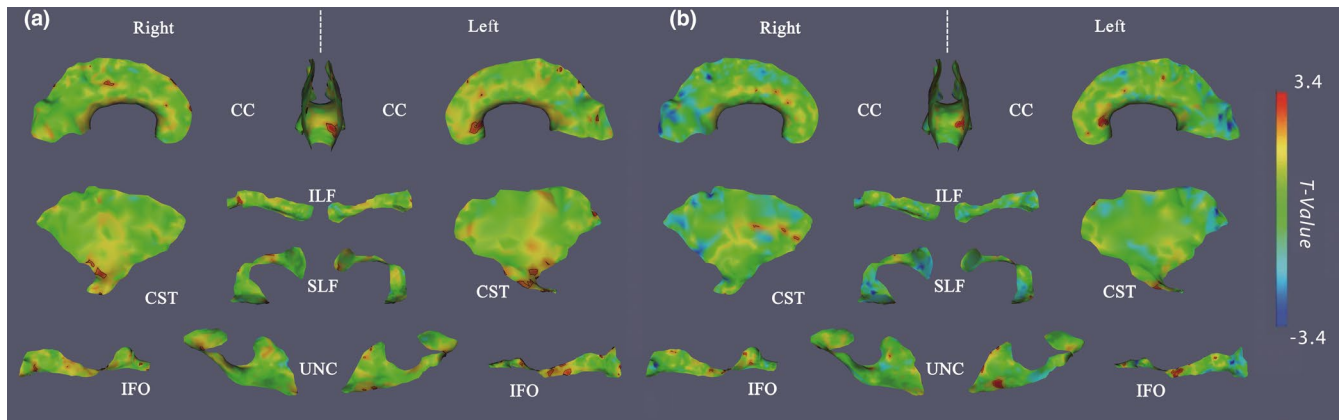 (a)
Right
Left
CC
CC
ILF
SLF
CST
CST
UNC
IFO
IFO
(b)
Right
Left
CC
CC
ILF
SLF
CST
CST
UNC
IFO
IFO
3.4
T-Value
-3.4